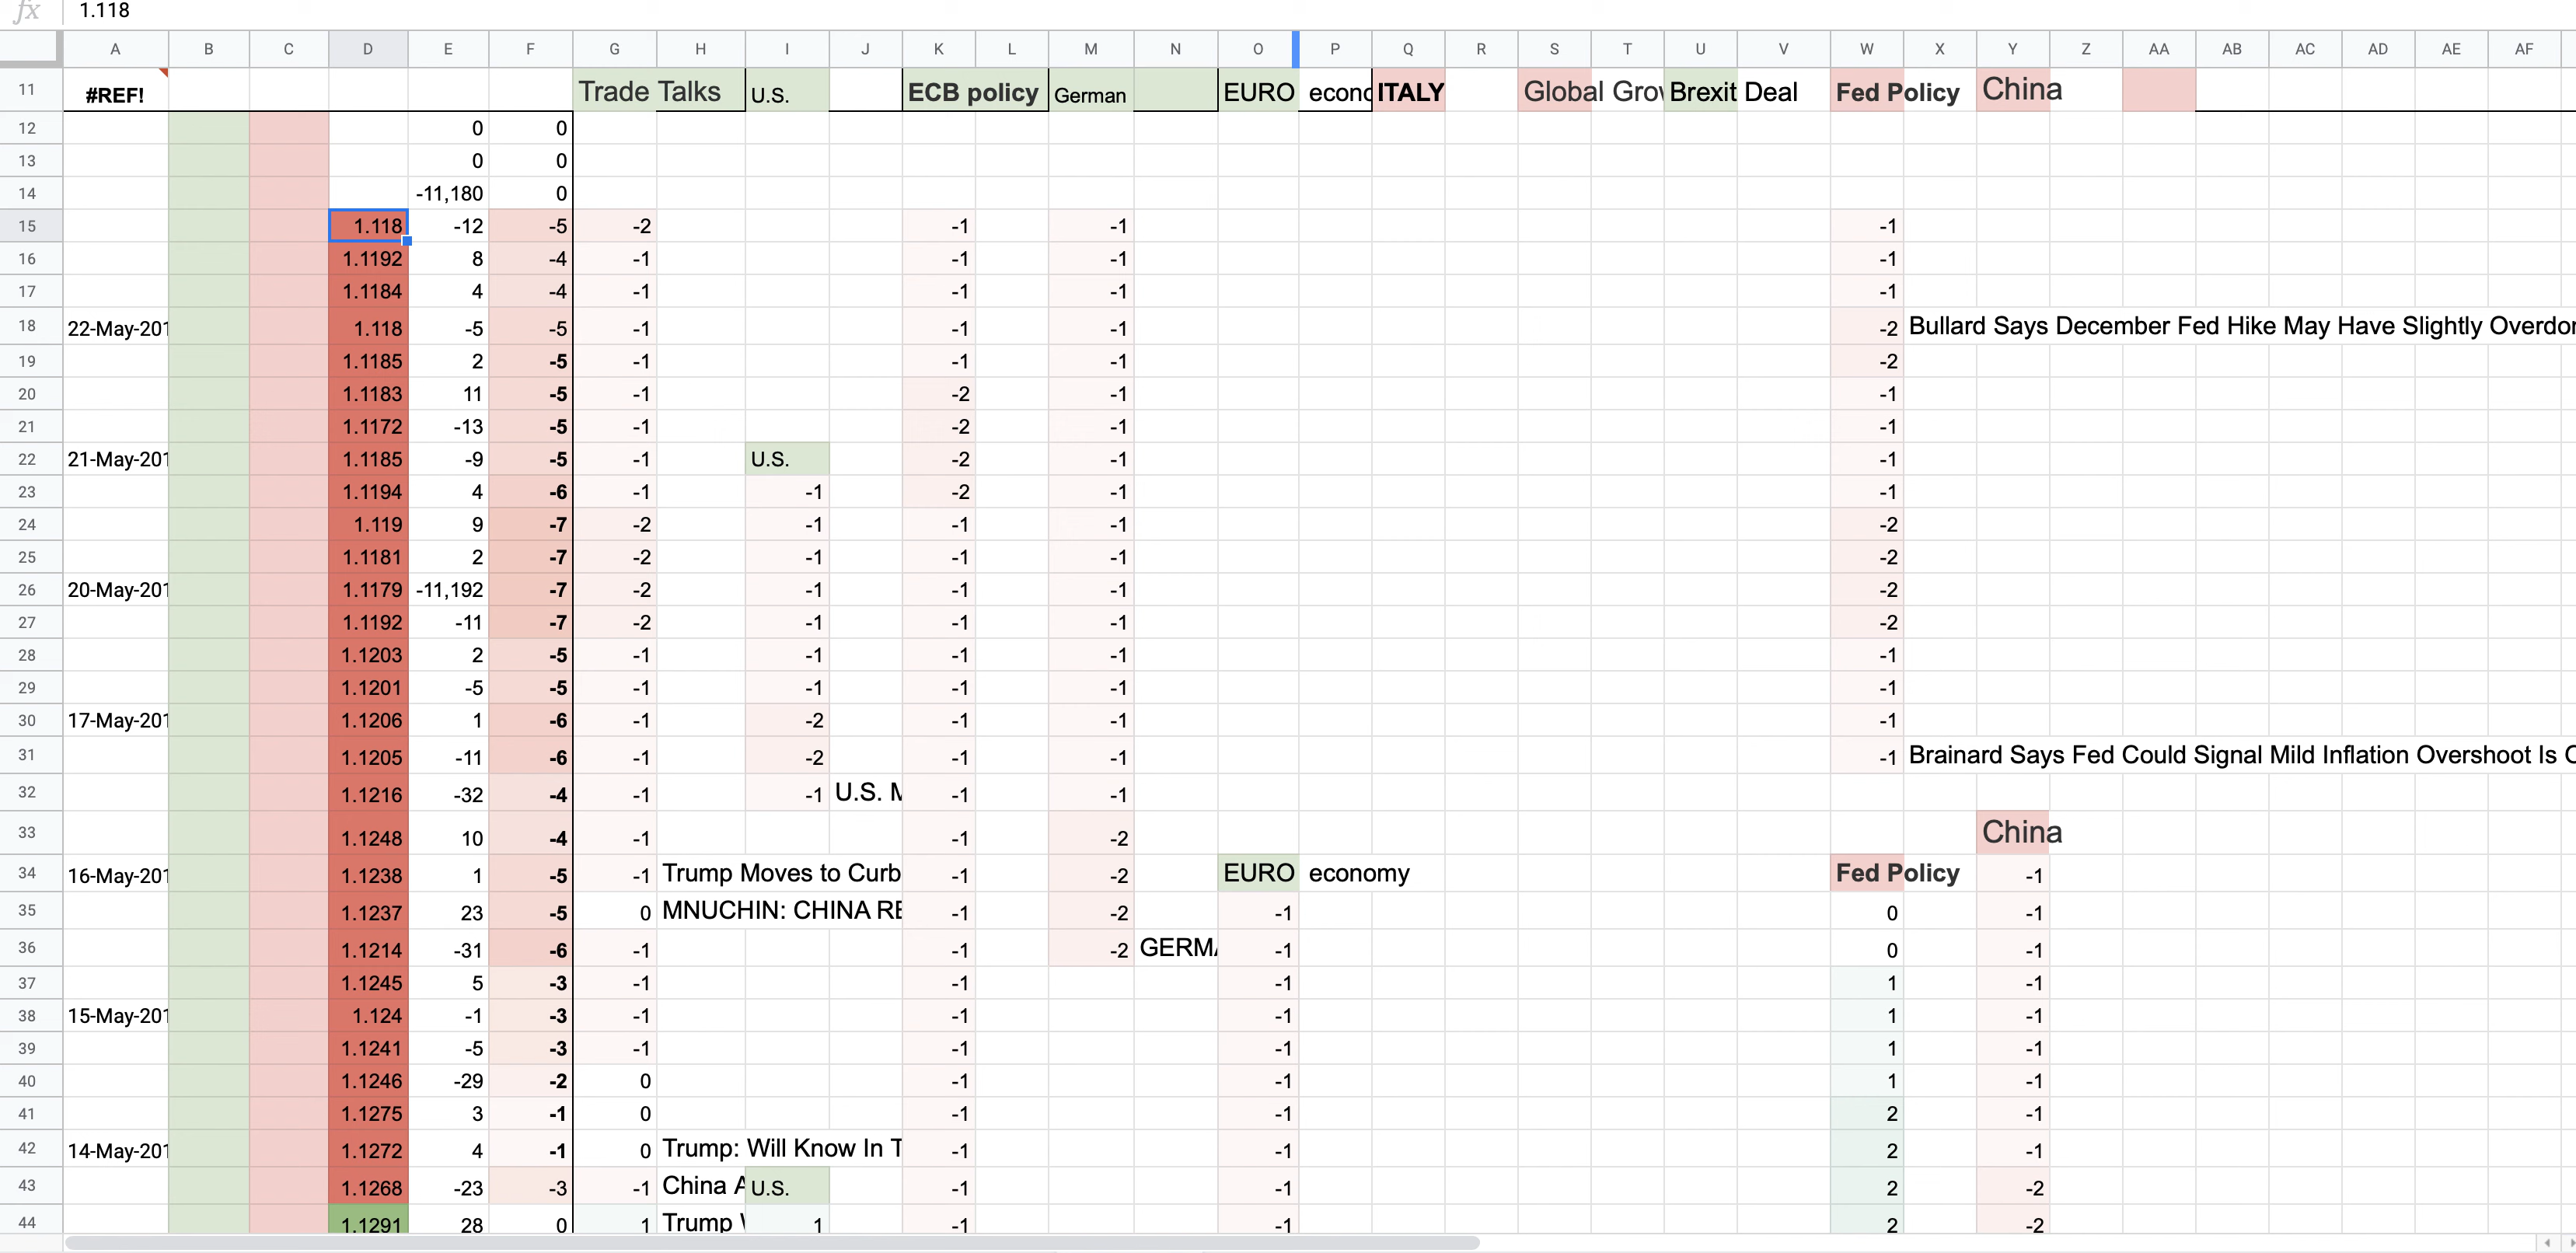 fx 1.118
A B C D E F G H I J K L M N O P Q R S T U V W X Y Z AA AB AC AD AE AF
11 #REF! Trade Talks U.S. ECB policy German EURO econ ITALY Global Gro Brexit Deal Fed Policy China
12 0 0
13 0 0
14 -11,180 0
15 1.118 -12 -5 -2 -1 -1 -1
16 1.1192 8 -4 -1 -1 -1 -1
17 1.1184 4 -4 -1 -1 -1 -1
18 22-May-201 1.118 -5 -5 -1 -1 -1 -2 Bullard Says December Fed Hike May Have Slightly Overdo
19 1.1185 2 -5 -1 -1 -1 -2
20 1.1183 11 -5 -1 -2 -1 -1
21 1.1172 -13 -5 -1 -2 -1 -1
22 21-May-201 1.1185 -9 -5 -1 U.S. -2 -1 -1
23 1.1194 4 -6 -1 -1 -2 -1 -1
24 1.119 9 -7 -2 -1 -1 -1 -2
25 1.1181 2 -7 -2 -1 -1 -1 -2
26 20-May-201 1.1179 -11,192 -7 -2 -1 -1 -1 -2
27 1.1192 -11 -7 -2 -1 -1 -1 -2
28 1.1203 2 -5 -1 -1 -1 -1 -1
29 1.1201 -5 -5 -1 -1 -1 -1 -1
30 17-May-201 1.1206 1 -6 -1 -2 -1 -1 -1
31 1.1205 -11 -6 -1 -2 -1 -1 -1 Brainard Says Fed Could Signal Mild Inflation Overshoot Is
32 1.1216 -32 -4 -1 -1 U.S. M -1 -1
33 1.1248 10 -4 -1 -1 -2 China
34 16-May-201 1.1238 1 -5 -1 Trump Moves to Curb -1 -2 EURO economy Fed Policy -1
35 1.1237 23 -5 0 MNUCHIN: CHINA RE -1 -2 -1 0 -1
36 1.1214 -31 -6 -1 -1 -2 GERMA -1 0 -1
37 1.1245 5 -3 -1 -1 -1 1 -1
38 15-May-201 1.124 -1 -3 -1 -1 -1 1 -1
39 1.1241 -5 -3 -1 -1 -1 1 -1
40 1.1246 -29 -2 0 -1 -1 1 -1
41 1.1275 3 -1 0 -1 -1 2 -1
42 14-May-201 1.1272 4 -1 0 Trump: Will Know In T -1 -1 2 -1
43 1.1268 -23 -3 -1 China A U.S. -1 -1 2 -2
44 1.1291 28 0 1 Trump 1 -1 -1 2 -2